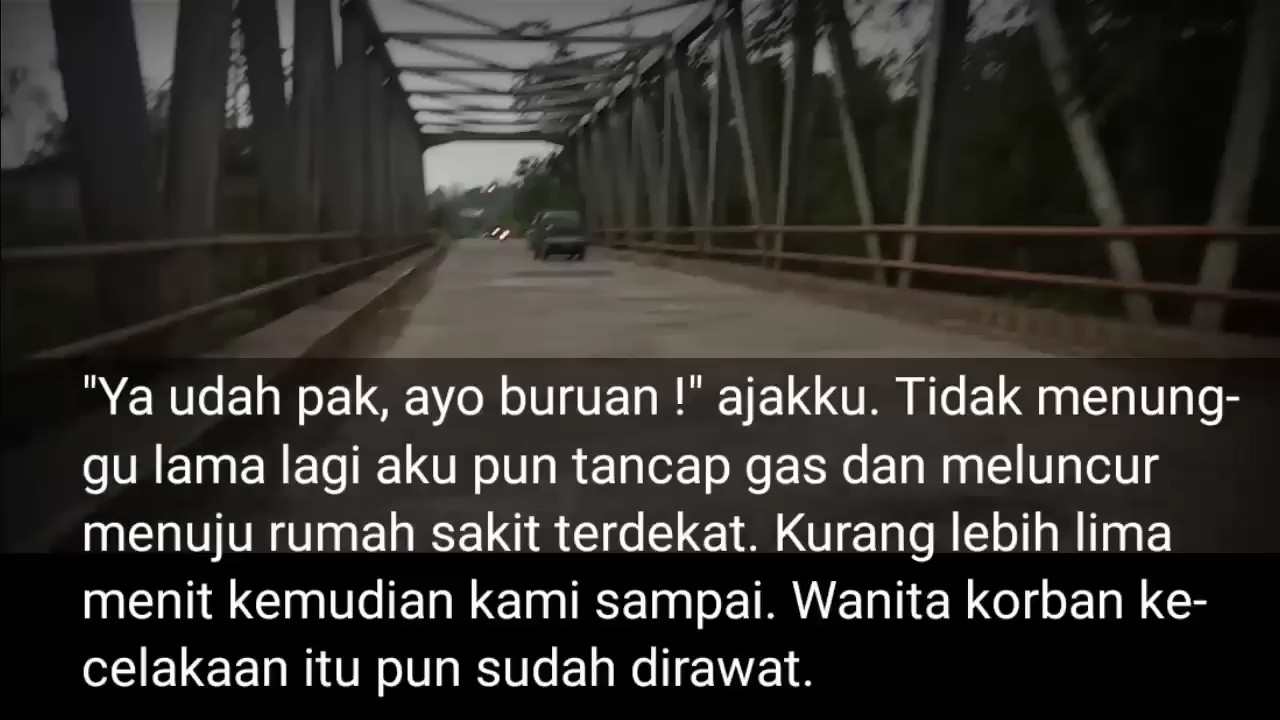 "Ya udah pak, ayo buruan !" ajakku. Tidak menung-
gu lama lagi aku pun tancap gas dan meluncur
menuju rumah sakit terdekat. Kurang lebih lima
menit kemudian kami sampai. Wanita korban ke-
celakaan itu pun sudah dirawat.